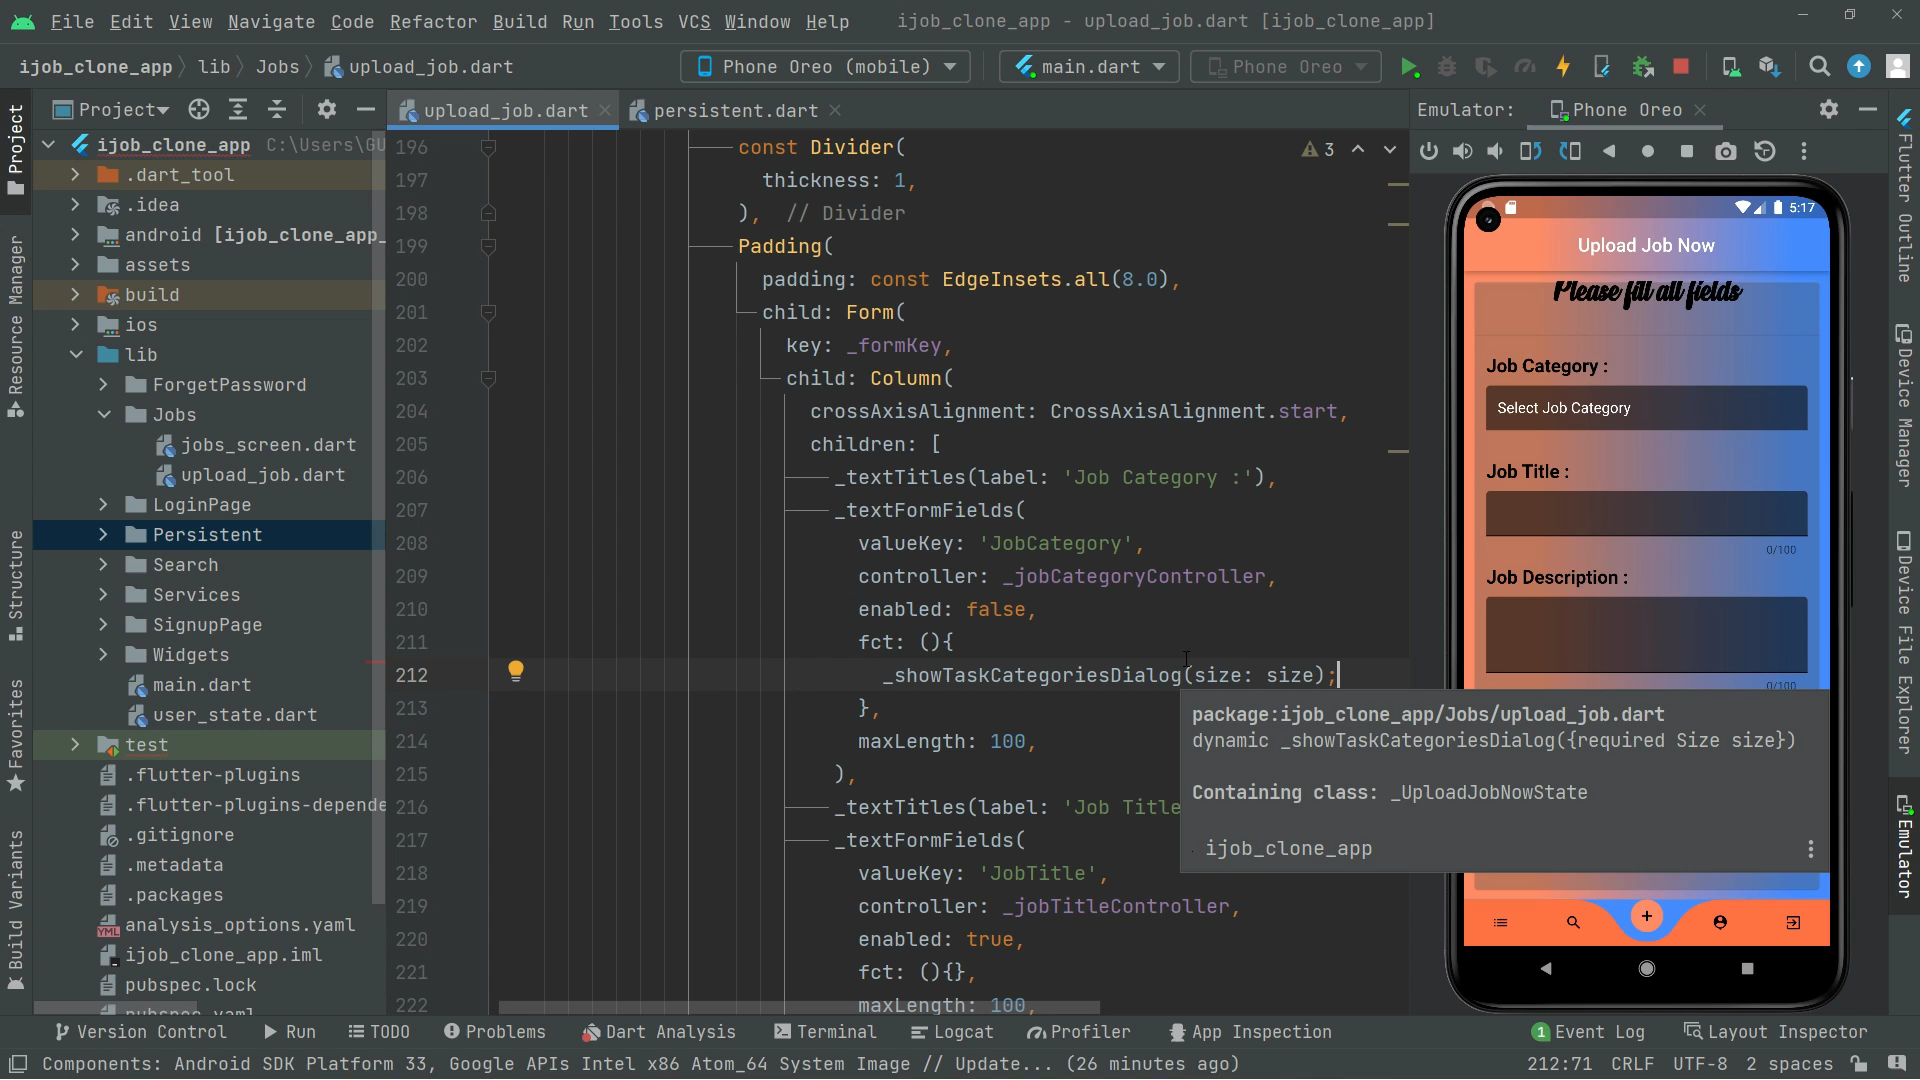 File Edit View Navigate Code Refactor Build Run Tools VCS Window Help ijob_clone_app - upload_job.dart [ijob_clone_app]
ijob_clone_app lib Jobs upload_job.dart Phone Oreo (mobile) main.dart Phone Oreo
Project
Resource Manager
Structure
Favorites
Build Variants
Project
ijob_clone_app C:\Users\GU
.dart_tool
.idea
android [ijob_clone_app_
assets
build
ios
lib
ForgetPassword
Jobs
jobs_screen.dart
upload_job.dart
LoginPage
Persistent
Search
Services
SignupPage
Widgets
main.dart
user_state.dart
test
.flutter-plugins
.flutter-plugins-depende
.gitignore
.metadata
.packages
analysis_options.yaml
ijob_clone_app.iml
pubspec.lock
pubspec.yaml
upload_job.dart persistent.dart
3
196 const Divider(
197 thickness: 1,
198 ), // Divider
199 Padding(
200 padding: const EdgeInsets.all(8.0),
201 child: Form(
202 key: _formKey,
203 child: Column(
204 crossAxisAlignment: CrossAxisAlignment.start,
205 children: [
206 _textTitles(label: 'Job Category :'),
207 _textFormFields(
208 valueKey: 'JobCategory',
209 controller: _jobCategoryController,
210 enabled: false,
211 fct: (){
212 _showTaskCategoriesDialog(size: size);
213 },
214 maxLength: 100,
215 ),
216 _textTitles(label: 'Job Title
217 _textFormFields(
218 valueKey: 'JobTitle',
219 controller: _jobTitleController,
220 enabled: true,
221 fct: (){},
222 maxLength: 100,
package:ijob_clone_app/Jobs/upload_job.dart
dynamic _showTaskCategoriesDialog({required Size size})
Containing class: _UploadJobNowState
ijob_clone_app
Emulator: Phone Oreo
5:17
Upload Job Now
Please fill all fields
Job Category :
Select Job Category
Job Title :
0/100
Job Description :
0/100
Flutter Outline
Device Manager
Device File Explorer
Emulator
Version Control Run TODO Problems Dart Analysis Terminal Logcat Profiler App Inspection 1 Event Log Layout Inspector
Components: Android SDK Platform 33, Google APIs Intel x86 Atom_64 System Image // Update... (26 minutes ago) 212:71 CRLF UTF-8 2 spaces